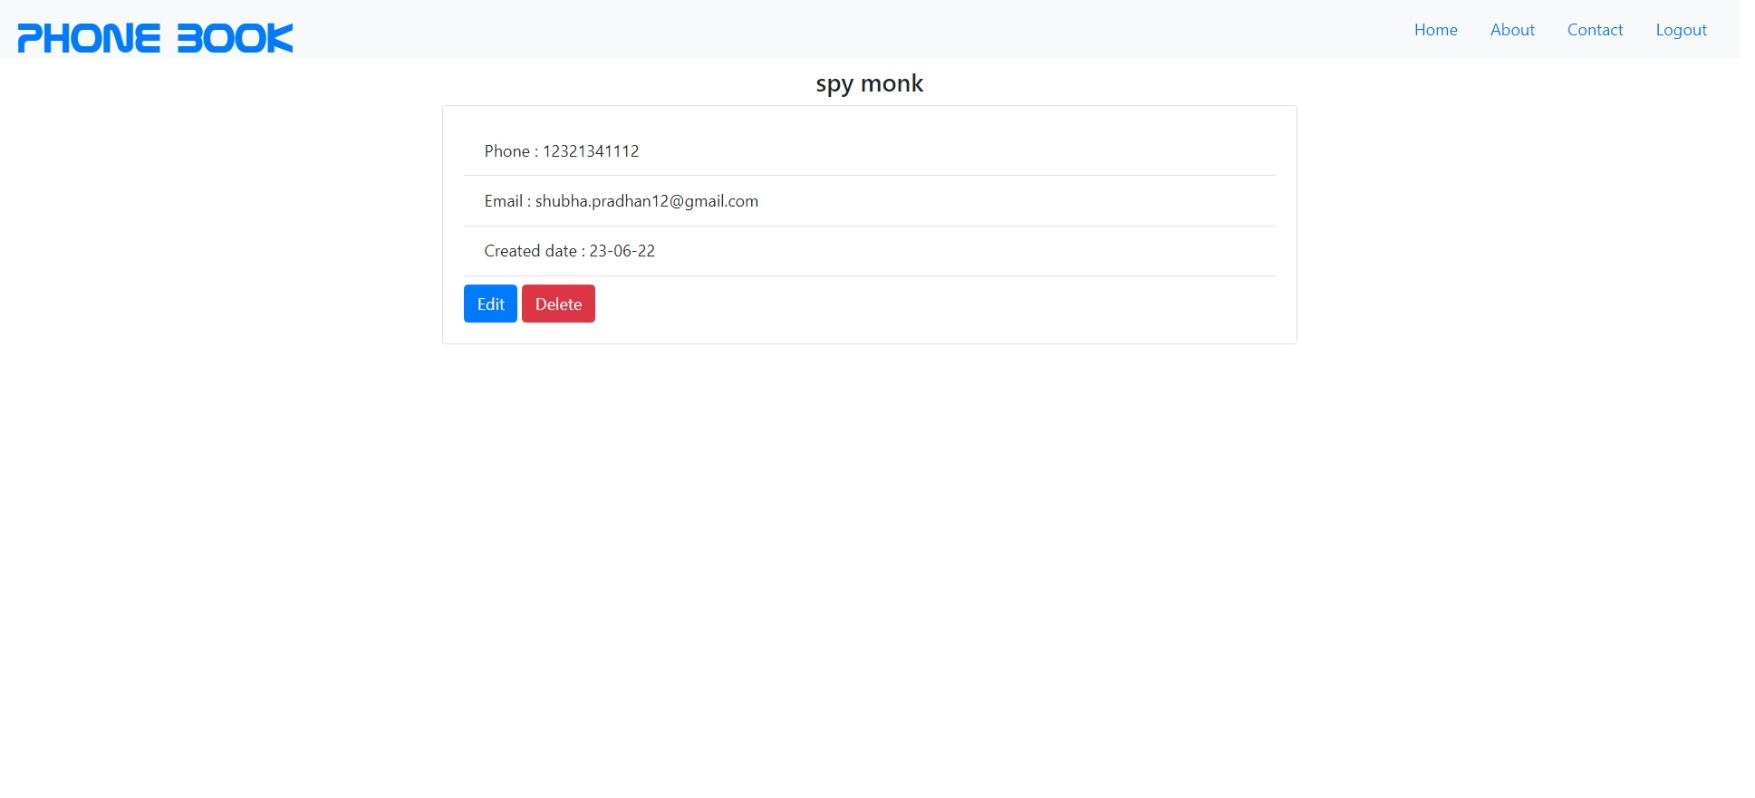 PHONE BOOK
Home About Contact Logout
spy monk
Phone : 12321341112
Email : shubha.pradhan12@gmail.com
Created date : 23-06-22
Edit Delete